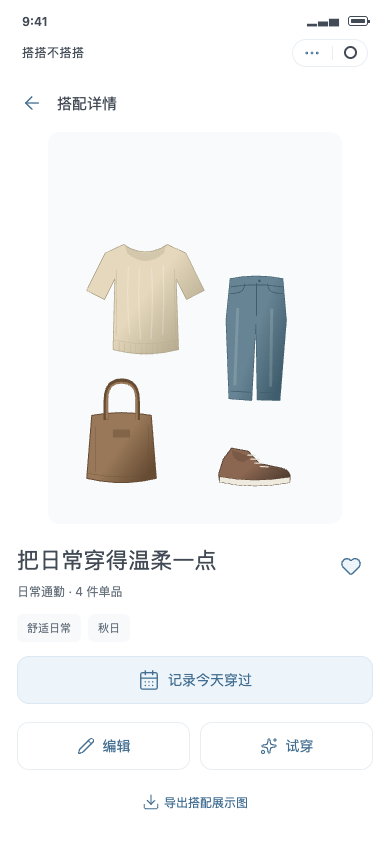 9:41
搭搭不搭搭
搭配详情
把日常穿得温柔一点
日常通勤 · 4 件单品
舒适日常 秋日
记录今天穿过
编辑 试穿
导出搭配展示图